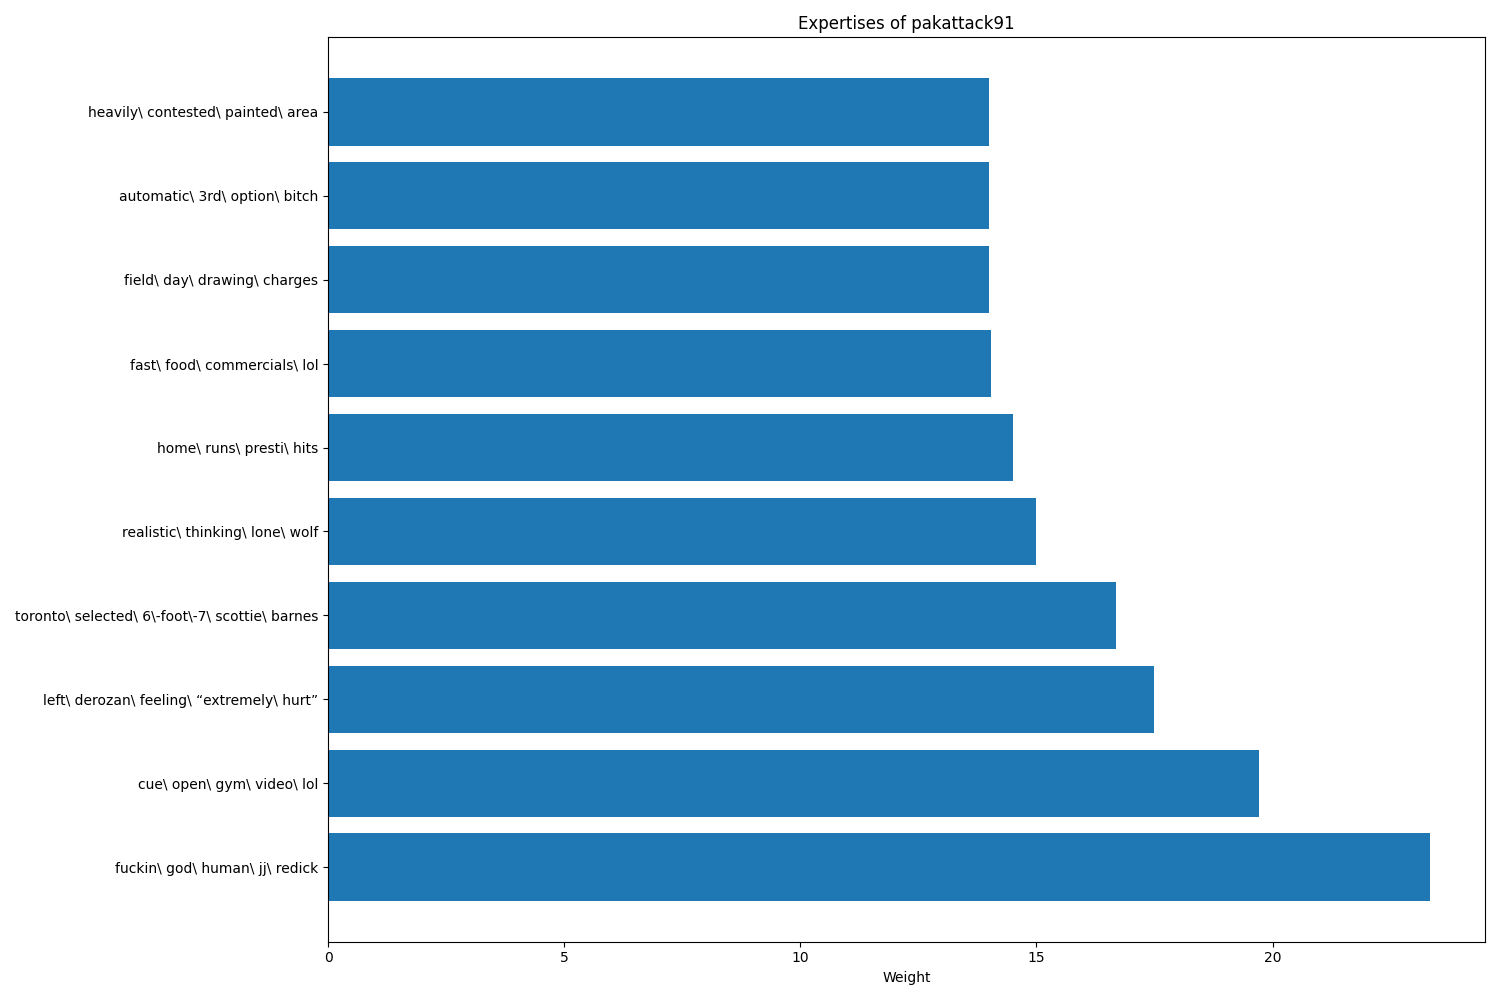 Expertises of pakattack91
heavily\ contested\ painted\ area
automatic\ 3rd\ option\ bitch
field\ day\ drawing\ charges
fast\ food\ commercials\ lol
home\ runs\ presti\ hits
realistic\ thinking\ lone\ wolf
toronto\ selected\ 6\-foot\-7\ scottie\ barnes
left\ derozan\ feeling\ “extremely\ hurt”
cue\ open\ gym\ video\ lol
fuckin\ god\ human\ jj\ redick
0 5 10 15 20
Weight